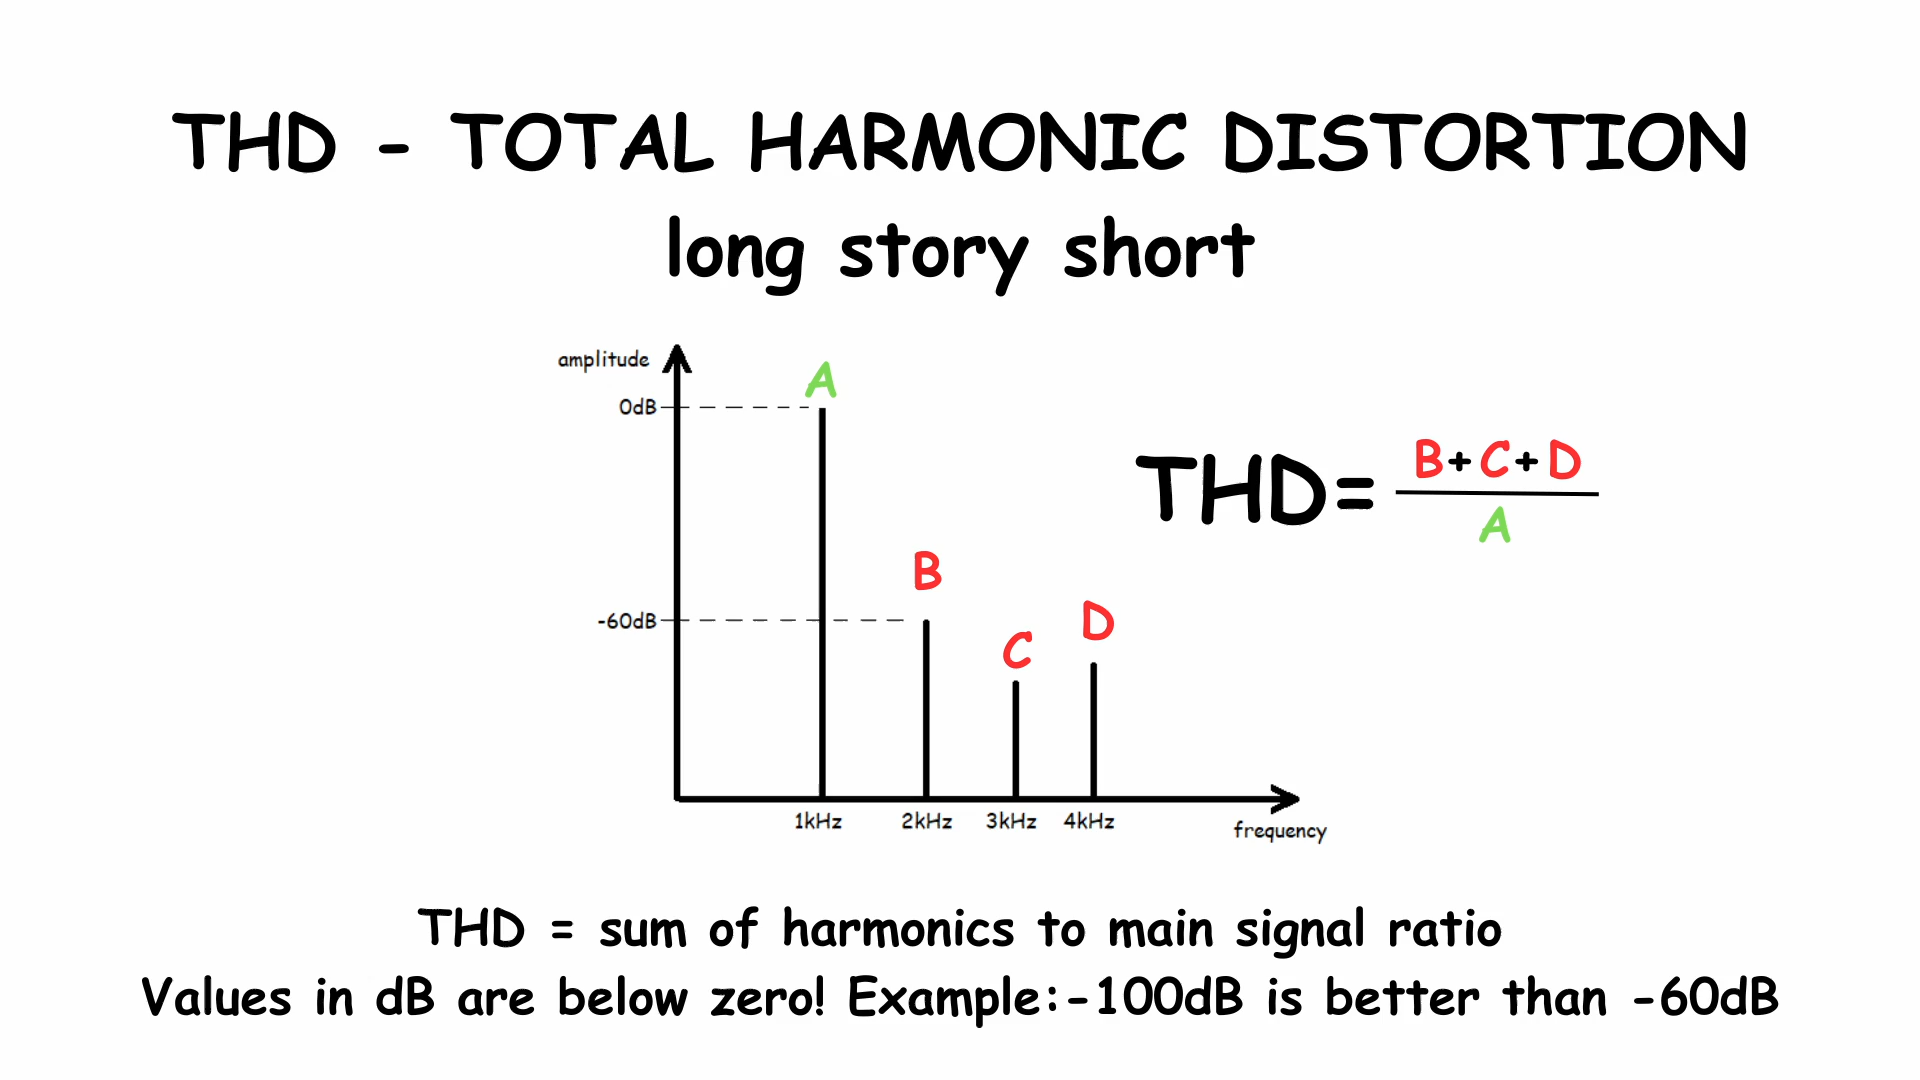 THD - TOTAL HARMONIC DISTORTION
long story short
amplitude
A
0dB
THD= B+C+D
A
B
-60dB
D
C
1kHz 2kHz 3kHz 4kHz
frequency
THD = sum of harmonics to main signal ratio
Values in dB are below zero! Example:-100dB is better than -60dB